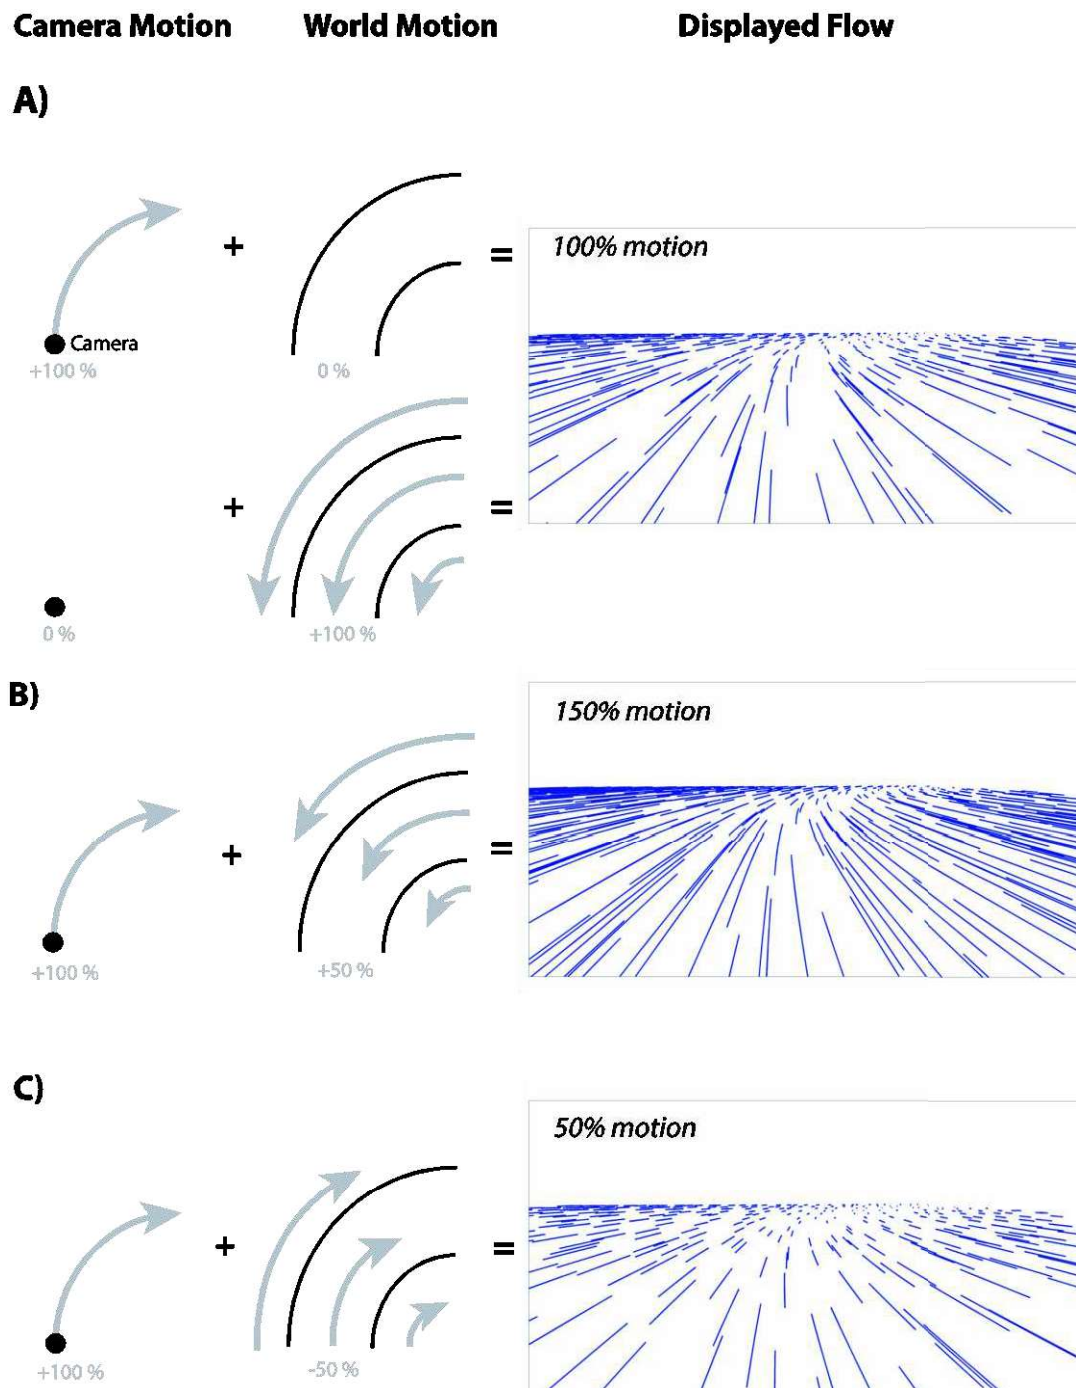 Camera Motion World Motion Displayed Flow
A)
+ = 100% motion
Camera
+100 % 0 %
+ =
0 % +100 %
B)
150% motion
+ =
+100 % +50 %
C)
50% motion
+ =
+100 % -50 %